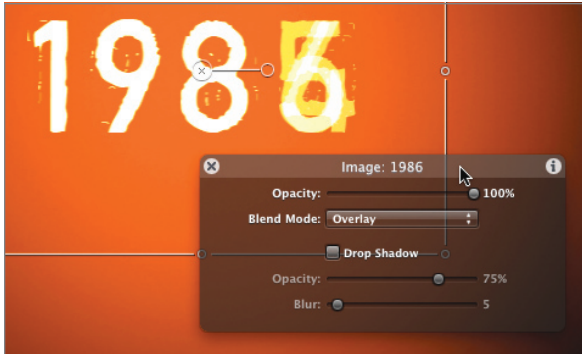 1986
Image: 1986
Opacity: 100%
Blend Mode: Overlay
Drop Shadow
Opacity: 75%
Blur: 5